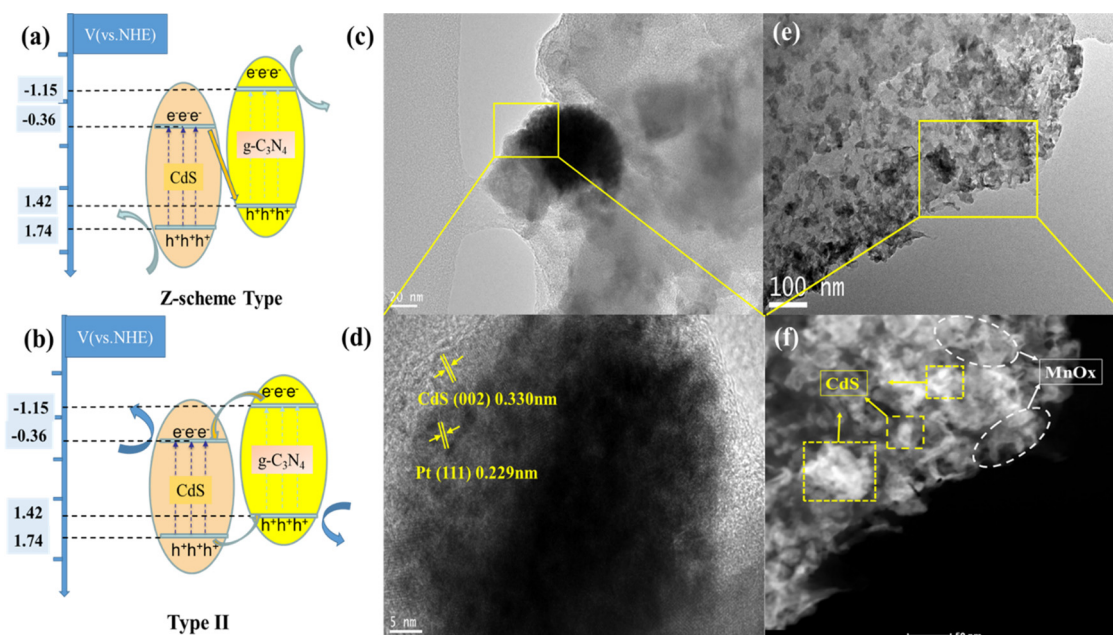 (a)
V(vs.NHE)
-1.15
-0.36
1.42
1.74
e⁻e⁻e⁻
e⁻e⁻e⁻
g-C₃N₄
CdS
h⁺h⁺h⁺
h⁺h⁺h⁺
Z-scheme Type
(b)
V(vs.NHE)
-1.15
-0.36
1.42
1.74
e⁻e⁻e⁻
e⁻e⁻e⁻
g-C₃N₄
CdS
h⁺h⁺h⁺
h⁺h⁺h⁺
Type II
(c)
20 nm
(d)
CdS (002) 0.330nm
Pt (111) 0.229nm
5 nm
(e)
100 nm
(f)
CdS
MnOx